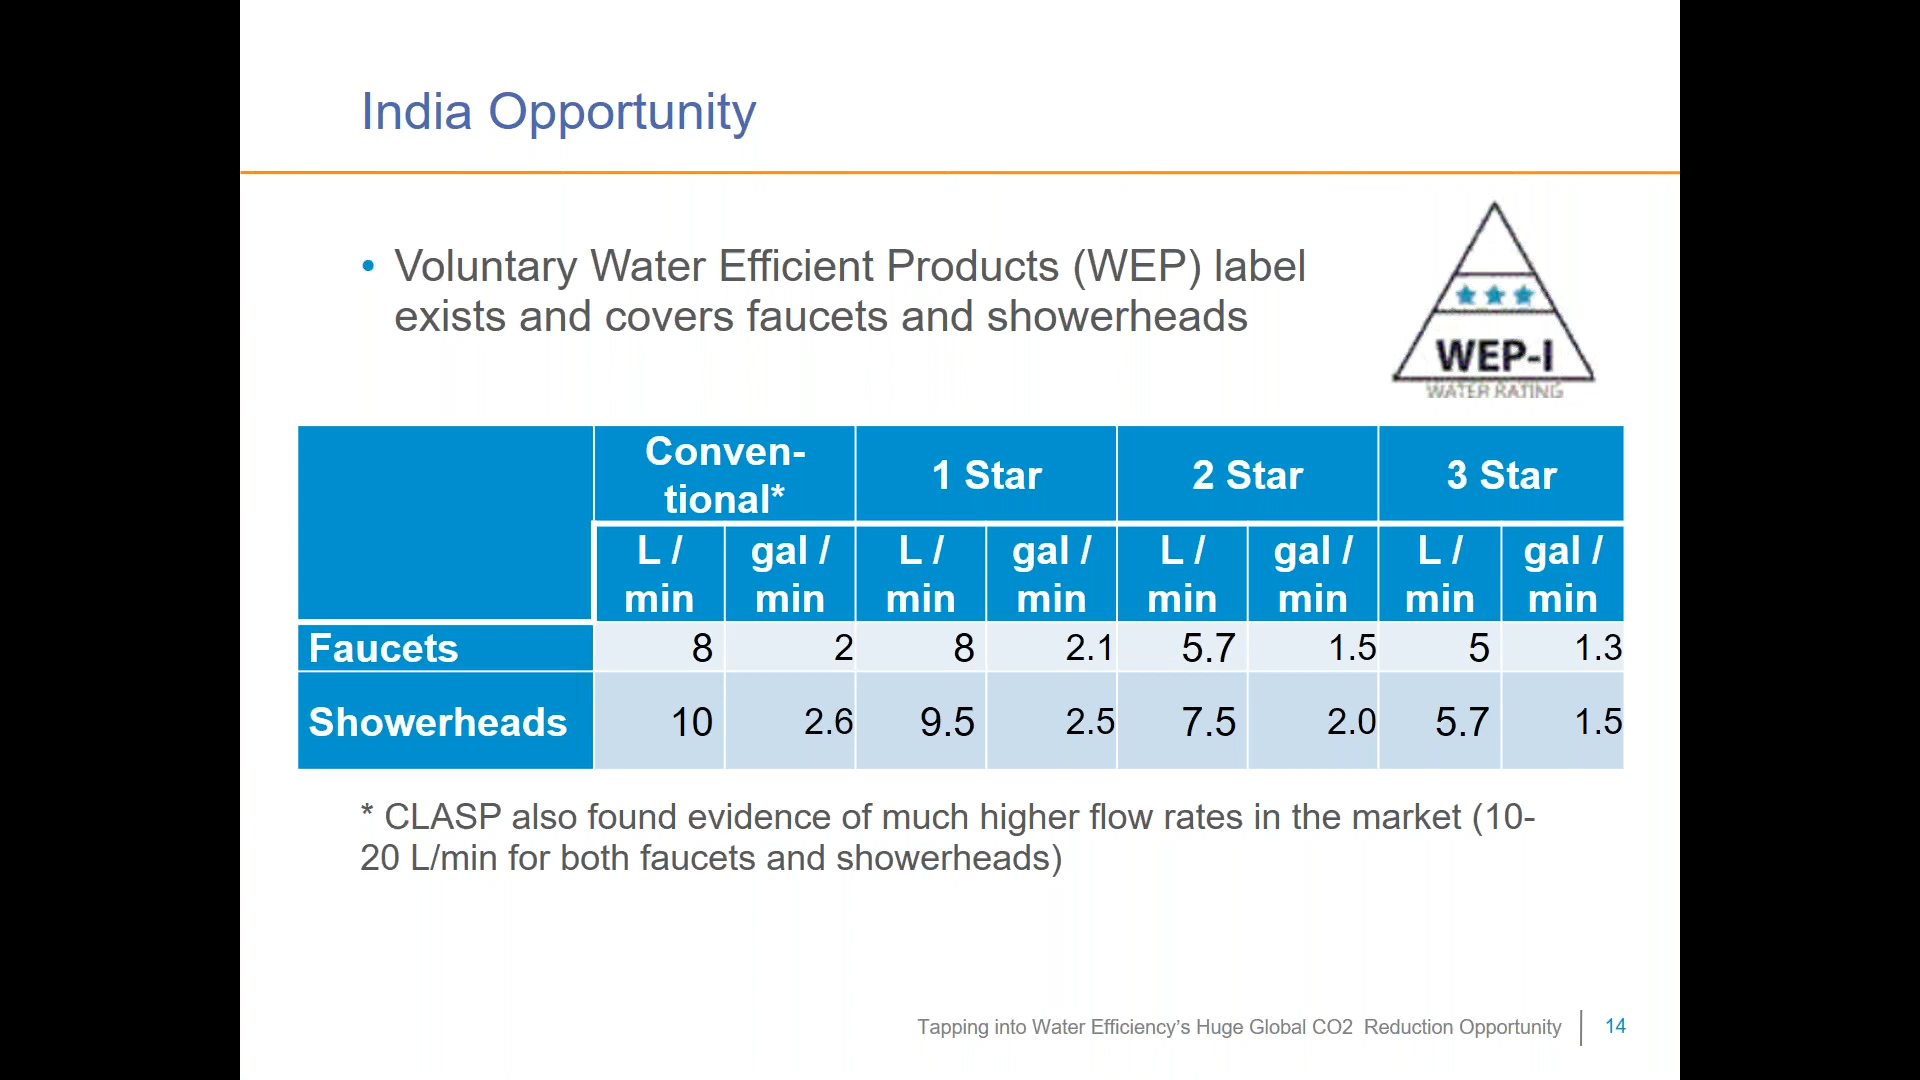 India Opportunity
• Voluntary Water Efficient Products (WEP) label
exists and covers faucets and showerheads
WEP-I
WATER RATING
Conven-
tional* 1 Star 2 Star 3 Star
L / min gal / min L / min gal / min L / min gal / min L / min gal / min
Faucets 8 2 8 2.1 5.7 1.5 5 1.3
Showerheads 10 2.6 9.5 2.5 7.5 2.0 5.7 1.5
* CLASP also found evidence of much higher flow rates in the market (10-
20 L/min for both faucets and showerheads)
Tapping into Water Efficiency’s Huge Global CO2 Reduction Opportunity 14